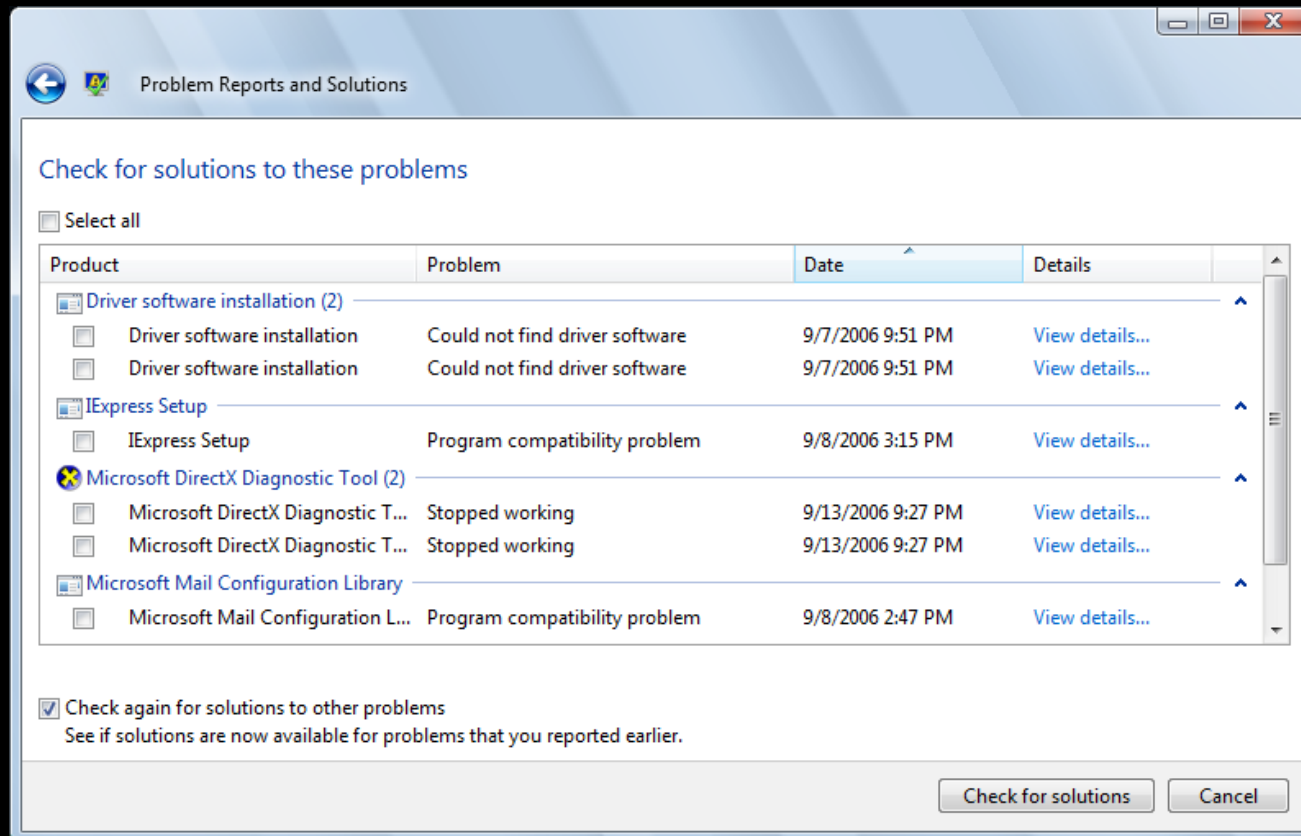 Problem Reports and Solutions
Check for solutions to these problems
Select all
Product Problem Date Details
Driver software installation (2)
Driver software installation Could not find driver software 9/7/2006 9:51 PM View details...
Driver software installation Could not find driver software 9/7/2006 9:51 PM View details...
IExpress Setup
IExpress Setup Program compatibility problem 9/8/2006 3:15 PM View details...
Microsoft DirectX Diagnostic Tool (2)
Microsoft DirectX Diagnostic T... Stopped working 9/13/2006 9:27 PM View details...
Microsoft DirectX Diagnostic T... Stopped working 9/13/2006 9:27 PM View details...
Microsoft Mail Configuration Library
Microsoft Mail Configuration L... Program compatibility problem 9/8/2006 2:47 PM View details...
Check again for solutions to other problems
See if solutions are now available for problems that you reported earlier.
Check for solutions Cancel